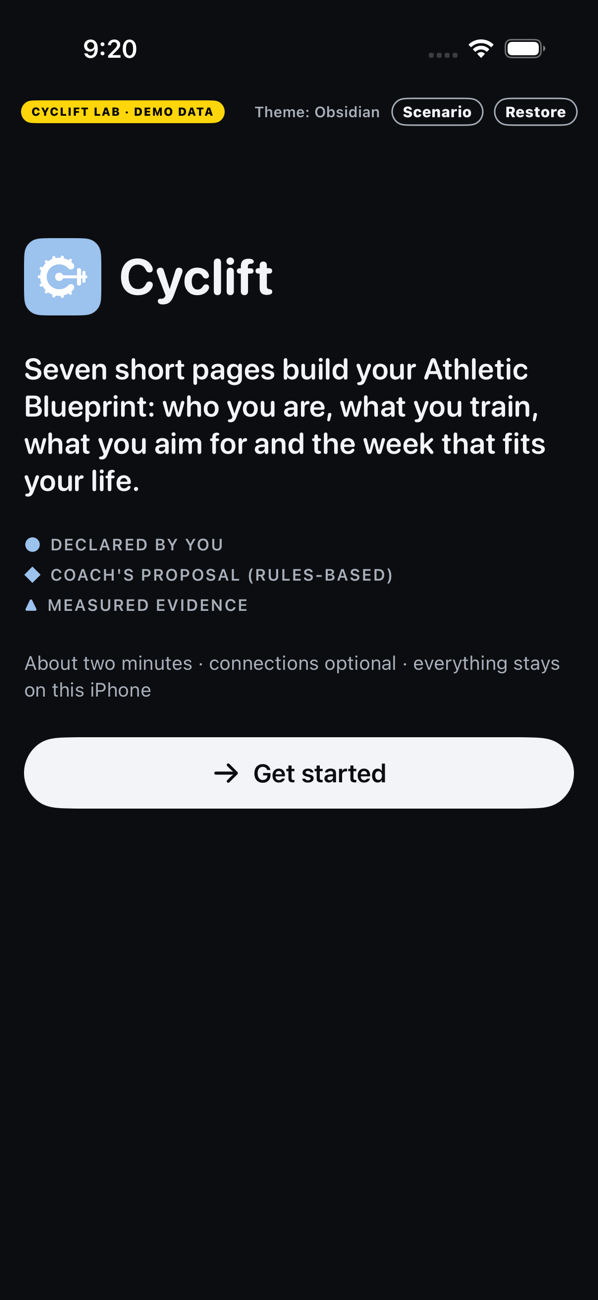 9:20
CYCLIFT LAB · DEMO DATA Theme: Obsidian Scenario Restore
Cyclift
Seven short pages build your Athletic
Blueprint: who you are, what you train,
what you aim for and the week that fits
your life.
DECLARED BY YOU
COACH'S PROPOSAL (RULES-BASED)
MEASURED EVIDENCE
About two minutes · connections optional · everything stays
on this iPhone
Get started